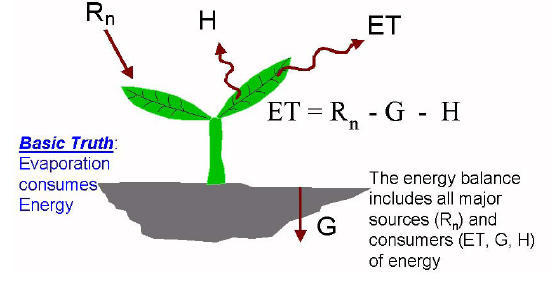 Rn
H
ET
ET = Rn - G - H
Basic Truth:
Evaporation
consumes
Energy
The energy balance
includes all major
sources (Rn) and
consumers (ET, G, H)
of energy
G